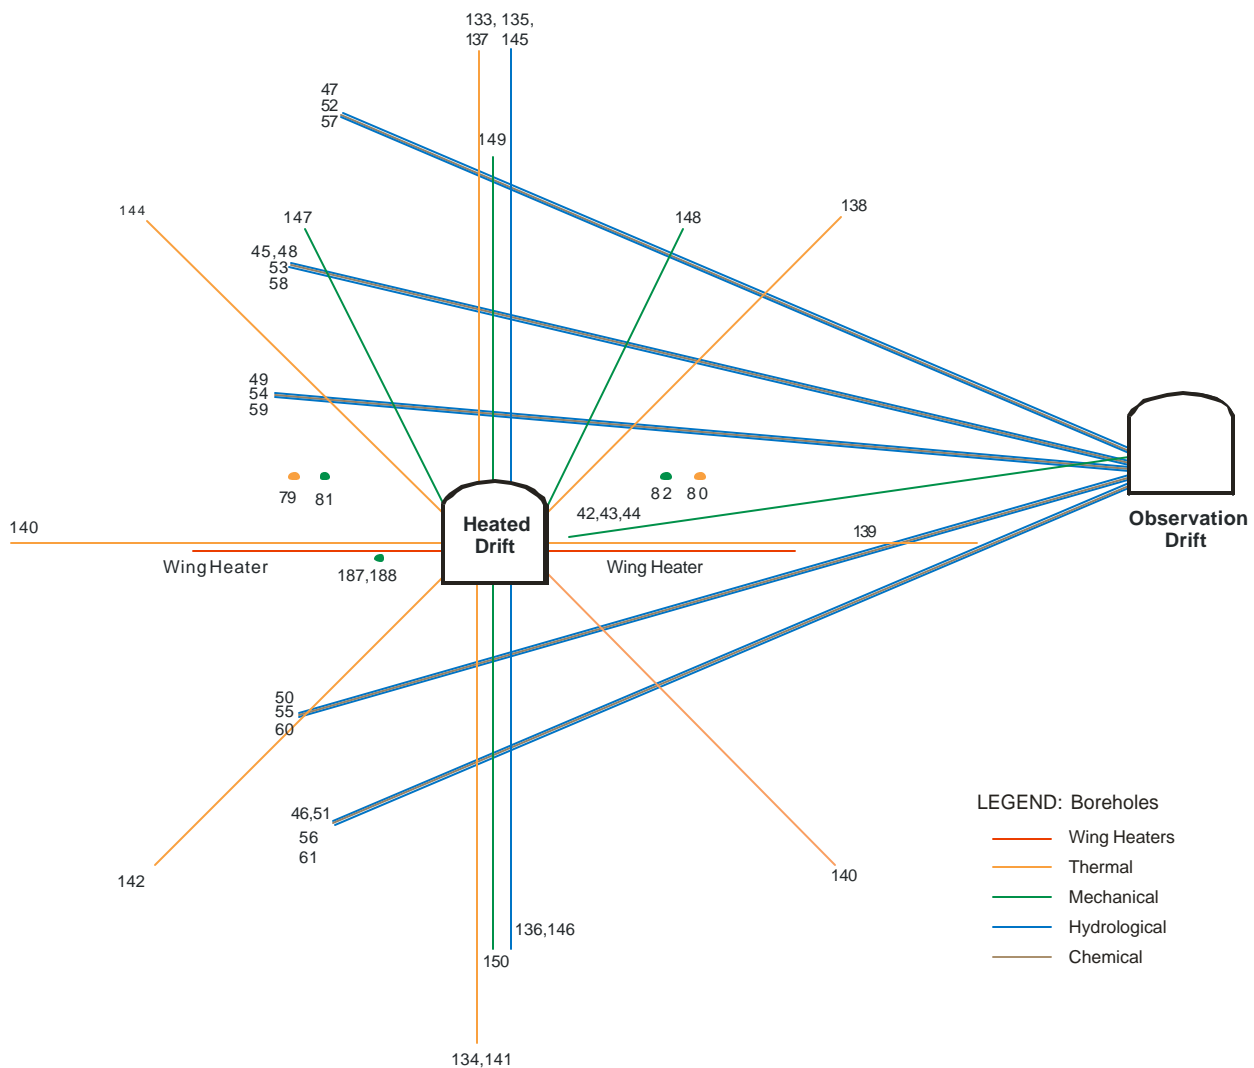 133, 135,
137 145
47
52
57
149
144
147
148
138
45,48
53
58
49
54
59
79
81
82
80
42,43,44
Heated
Drift
Observation
Drift
140
139
Wing Heater
187,188
Wing Heater
50
55
60
46,51
56
61
142
140
136,146
150
134,141
LEGEND: Boreholes
Wing Heaters
Thermal
Mechanical
Hydrological
Chemical